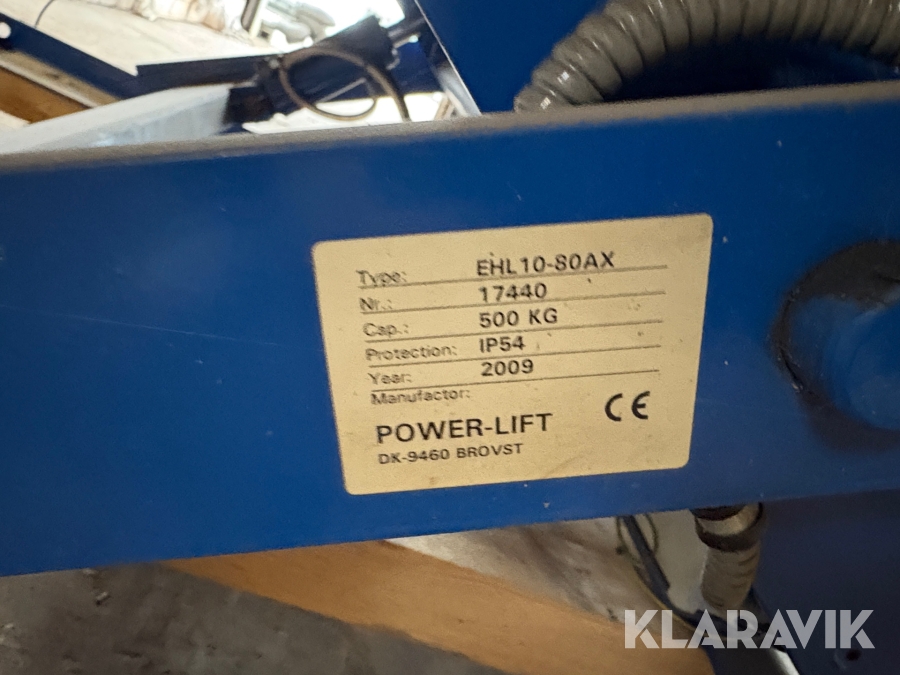 Type: EHL10-80AX
Nr.: 17440
Cap.: 500 KG
Protection: IP54
Year: 2009
Manufactor:
POWER-LIFT CE
DK-9460 BROVST
KLARAVIK